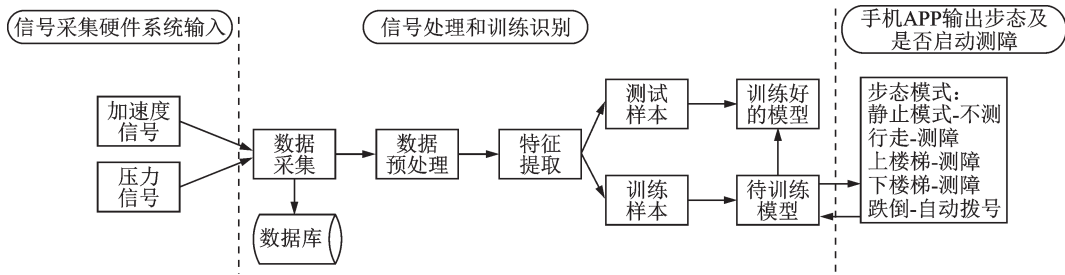 信号采集硬件系统输入
信号处理和训练识别
手机APP输出步态及
是否启动测障
加速度
信号
压力
信号
数据
采集
数据库
数据
预处理
特征
提取
测试
样本
训练
样本
训练好
的模型
待训练
模型
步态模式:
静止模式-不测
行走-测障
上楼梯-测障
下楼梯-测障
跌倒-自动拨号